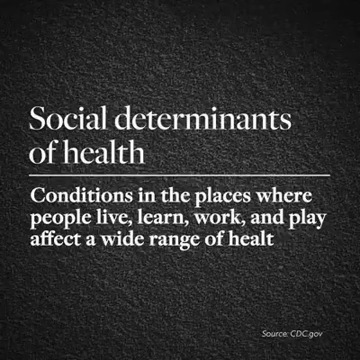 Social determinants
of health
Conditions in the places where
people live, learn, work, and play
affect a wide range of healt
Source: CDC.gov